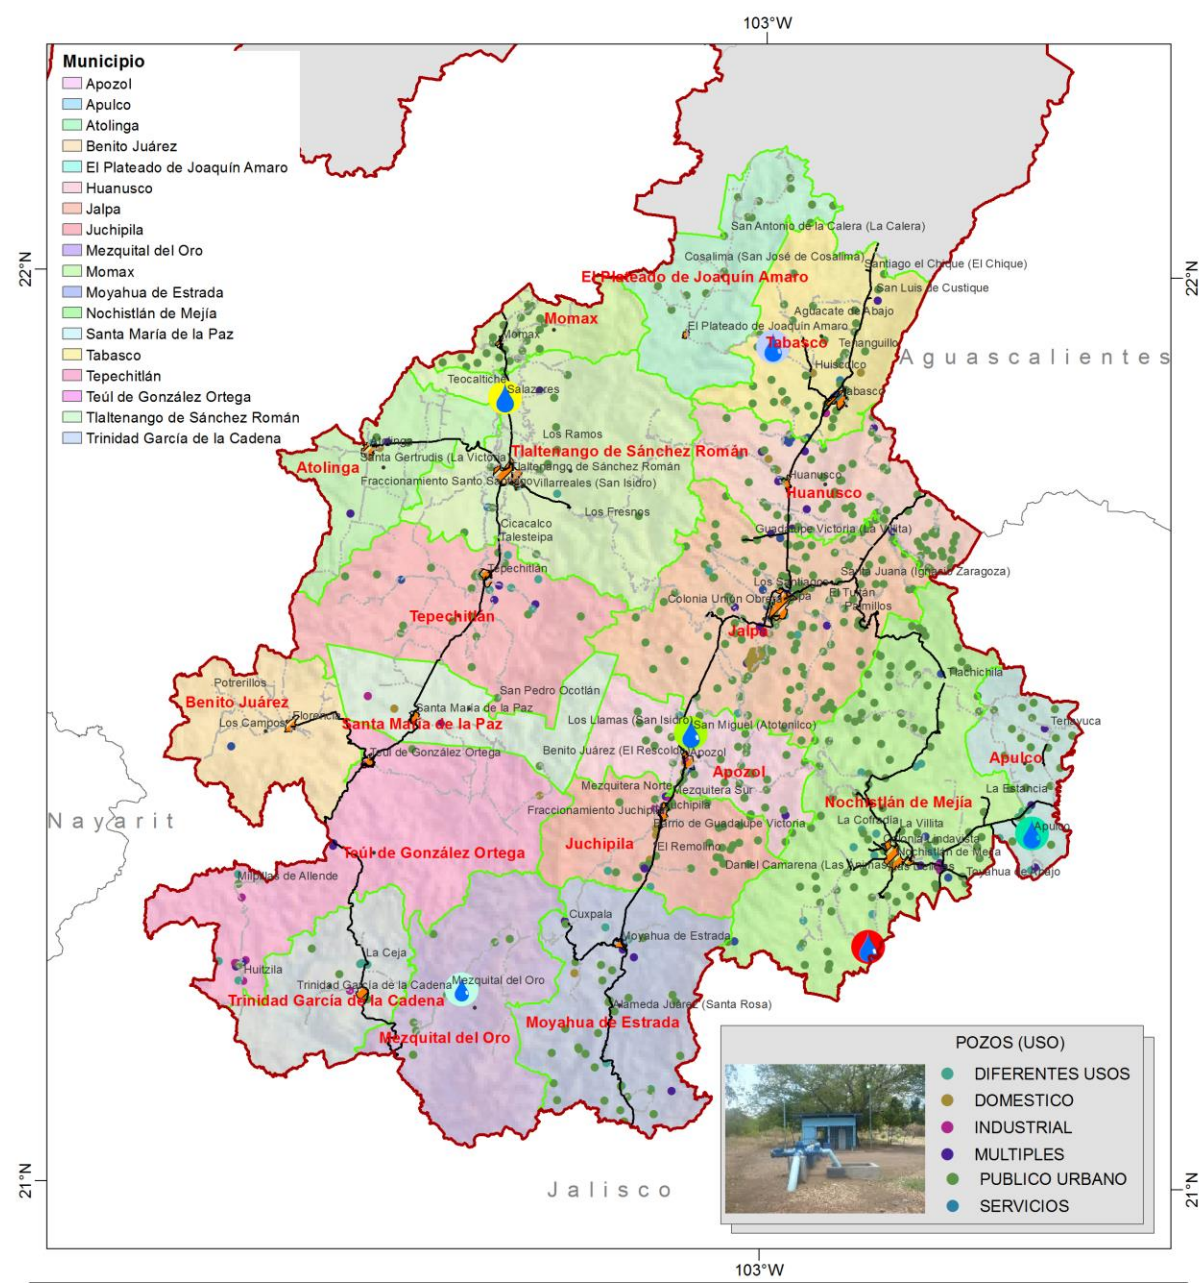 103°W
Municipio
Apozol
Apulco
Atolinga
Benito Juárez
El Plateado de Joaquín Amaro
Huanusco
Jalpa
Juchipila
Mezquital del Oro
Momax
Moyahua de Estrada
Nochistlán de Mejía
Santa María de la Paz
Tabasco
Tepechitlán
Teúl de González Ortega
Tlaltenango de Sánchez Román
Trinidad García de la Cadena
San Antonio de la Calera (La Calera)
Cosalima (San José de Cosalima)
Santiago el Chique (El Chique)
22°N
22°N
El Plateado de Joaquín Amaro
San Luis de Custique
Aguacate de Abajo
Momax
Momax
El Plateado de Joaquín Amaro
Tabasco
Tenanguillo
Aguascalientes
Huiscolco
Teocaltiche
Salazares
Tabasco
Los Ramos
Atolinga
Santa Gertrudis (La Victoria)
Tlaltenango de Sánchez Román
Atolinga
Tlaltenango de Sánchez Román
Fraccionamiento Santo Santiago
Villarreales (San Isidro)
Huanusco
Huanusco
Los Fresnos
Cicacalco
Talesteipa
Guadalupe Victoria (La Villita)
Tepechitlán
Santa Juana (Ignacio Zaragoza)
Los Santiagos
Colonia Unión Obrera
El Tuitán
Palmillos
Tepechitlán
Jalpa
Tlachichila
Potrerillos
San Pedro Ocotlán
Benito Juárez
Santa María de la Paz
Los Campos
Florencia
Santa María de la Paz
Los Llamas (San Isidro)
San Miguel (Atotonilco)
Tenayuca
Teúl de González Ortega
Benito Juárez (El Rescoldo)
Apozol
Apozol
Apulco
Mezquitera Norte
Mezquitera Sur
La Estancia
Nayarit
Fraccionamiento Juchipila
Juchipila
Nochistlán de Mejía
Barrio de Guadalupe Victoria
La Cofradía
La Villita
Apulco
Juchipila
El Remolino
Colonia Lindavista
Nochistlán de Mejía
Teúl de González Ortega
Daniel Camarena (Las Ánimas)
Toyahua de Abajo
Milpillas de Allende
Cuxpala
Moyahua de Estrada
La Ceja
Huitzila
Trinidad García de la Cadena
Mezquital del Oro
Trinidad García de la Cadena
Alameda Juárez (Santa Rosa)
Moyahua de Estrada
Mezquital del Oro
POZOS (USO)
DIFERENTES USOS
DOMESTICO
INDUSTRIAL
MULTIPLES
PUBLICO URBANO
SERVICIOS
21°N
21°N
Jalisco
103°W